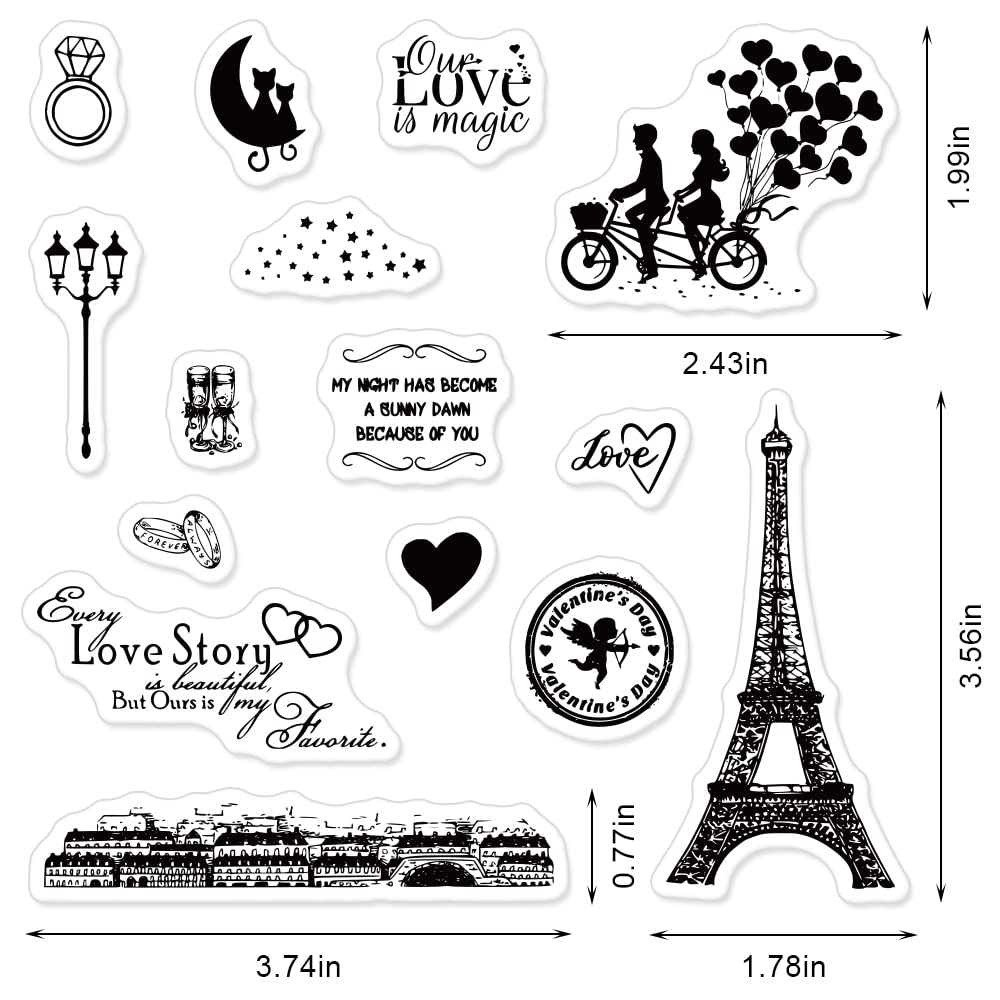 Our
LOVE
is magic
1.99in
2.43in
MY NIGHT HAS BECOME
A SUNNY DAWN
BECAUSE OF YOU
Love
FOREVER
ALWAYS
Every
Love Story
is beautiful,
But Ours is my
Favorite.
Valentine's Day
Valentine's Day
3.56in
0.77in
3.74in
1.78in